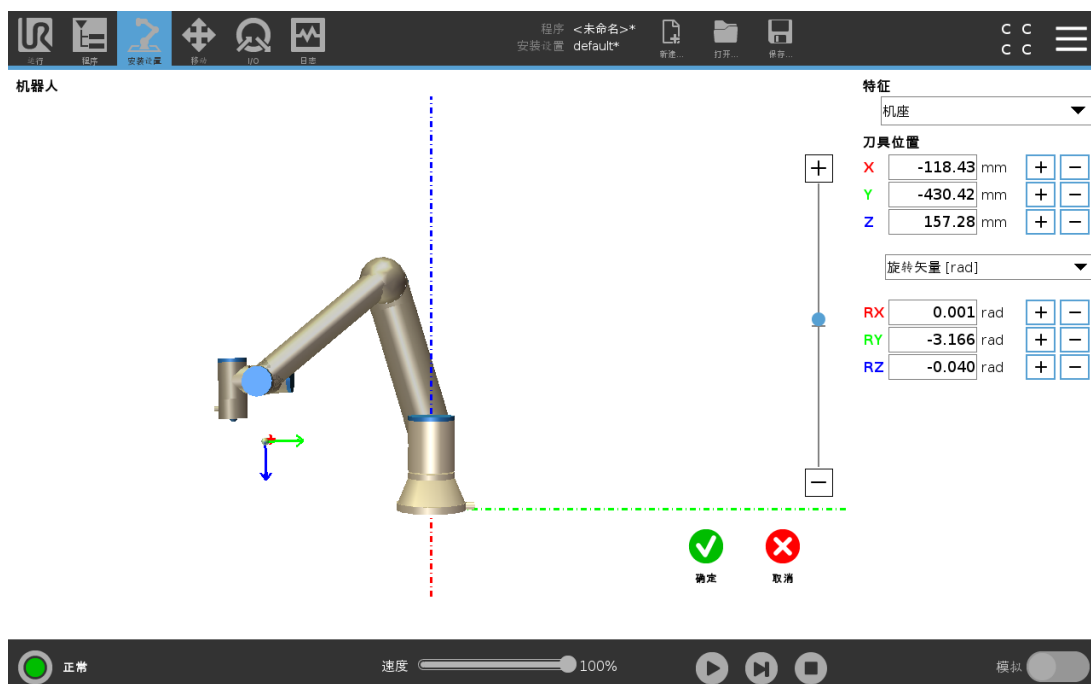 UR
程序 <未命名>*
安装设置 default*
C C
C C
运行 程序 安装设置 移动 I/O 日志
新建... 打开... 保存...
机器人
特征
机座
刀具位置
X -118.43 mm + −
Y -430.42 mm + −
Z 157.28 mm + −
旋转矢量 [rad]
RX 0.001 rad + −
RY -3.166 rad + −
RZ -0.040 rad + −
+
−
确定 取消
正常
速度 100%
模拟